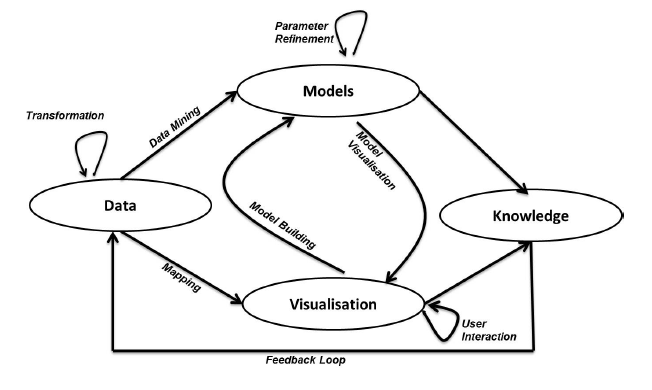 Parameter
Refinement
Models
Transformation
Data Mining
Model
Visualisation
Data
Knowledge
Model Building
Mapping
Visualisation
User
Interaction
Feedback Loop